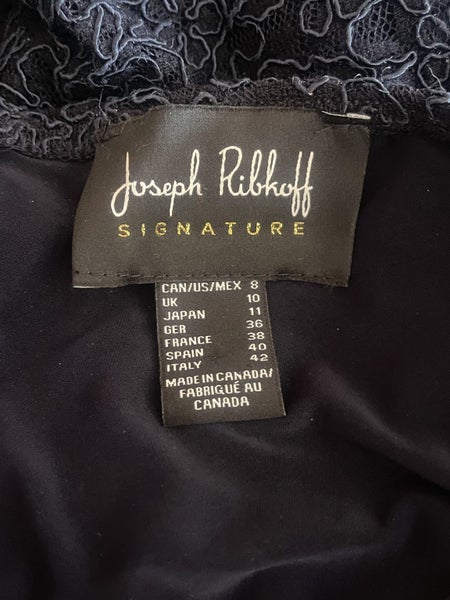 Joseph Ribkoff
SIGNATURE
CAN/US/MEX 8
UK 10
JAPAN 11
GER 36
FRANCE 38
SPAIN 40
ITALY 42
MADE IN CANADA/
FABRIQUÉ AU
CANADA